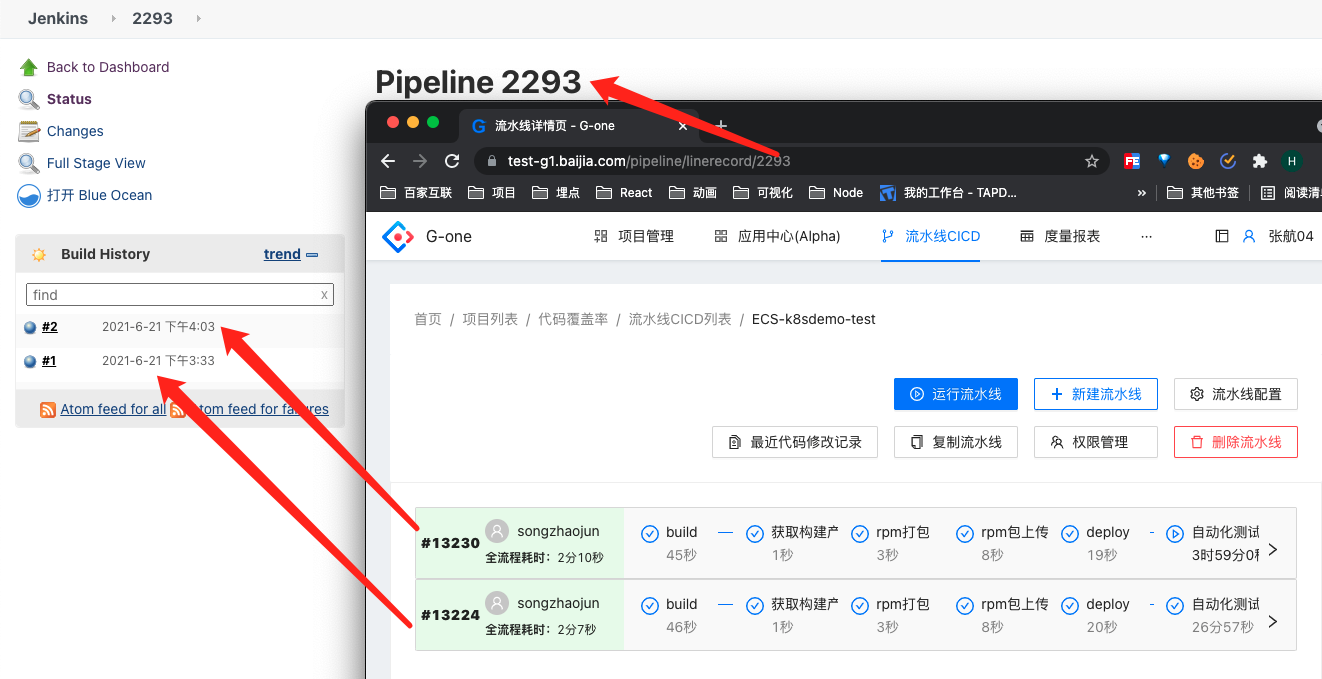 Jenkins
2293
Back to Dashboard
Status
Changes
Full Stage View
打开 Blue Ocean
Build History
trend
find
x
#2
2021-6-21 下午4:03
#1
2021-6-21 下午3:33
Atom feed for all
tom feed for failures
Pipeline 2293
流水线详情页 - G-one
test-g1.baijia.com/pipeline/linerecord/2293
FE
H
百家互联
项目
埋点
React
动画
可视化
Node
我的工作台 - TAPD...
»
其他书签
阅读清
G-one
项目管理
应用中心(Alpha)
流水线CICD
度量报表
...
张航04
首页 / 项目列表 / 代码覆盖率 / 流水线CICD列表 / ECS-k8sdemo-test
运行流水线
新建流水线
流水线配置
最近代码修改记录
复制流水线
权限管理
删除流水线
#13230
songzhaojun
全流程耗时：2分10秒
build
45秒
获取构建产
1秒
rpm打包
3秒
rpm包上传
8秒
deploy
19秒
自动化测试
3时59分0
#13224
songzhaojun
全流程耗时：2分7秒
build
46秒
获取构建产
1秒
rpm打包
3秒
rpm包上传
8秒
deploy
20秒
自动化测试
26分57秒